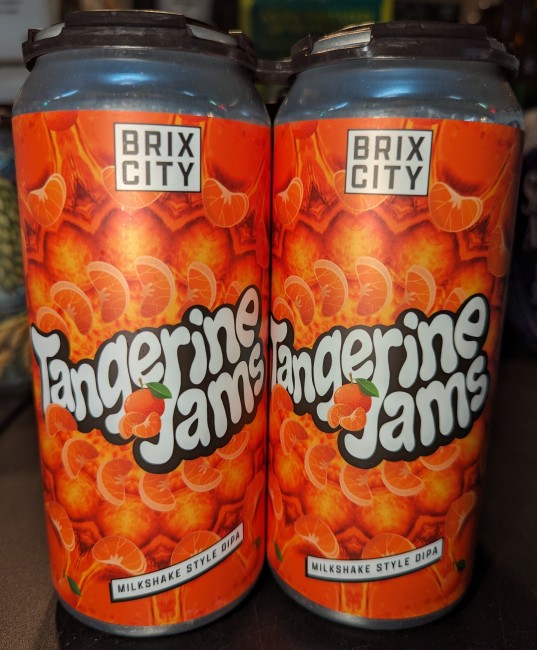 BRIX
CITY
Tangerine
Jams
MILKSHAKE STYLE DIPA
BRIX
CITY
Tangerine
Jams
MILKSHAKE STYLE DIPA